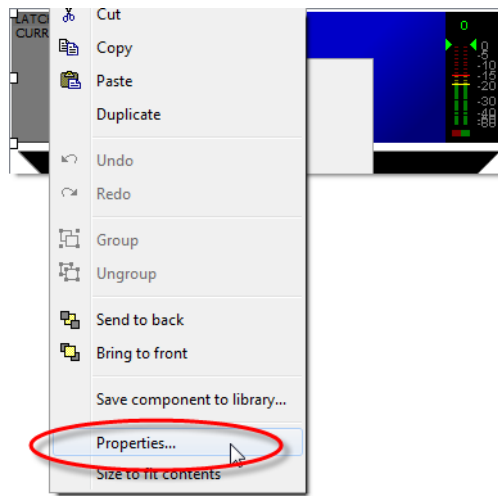 LATC
CURR
Cut
Copy
Paste
Duplicate
Undo
Redo
Group
Ungroup
Send to back
Bring to front
Save component to library...
Properties...
Size to fit contents
0
0
-5
-10
-15
-20
-30
-40